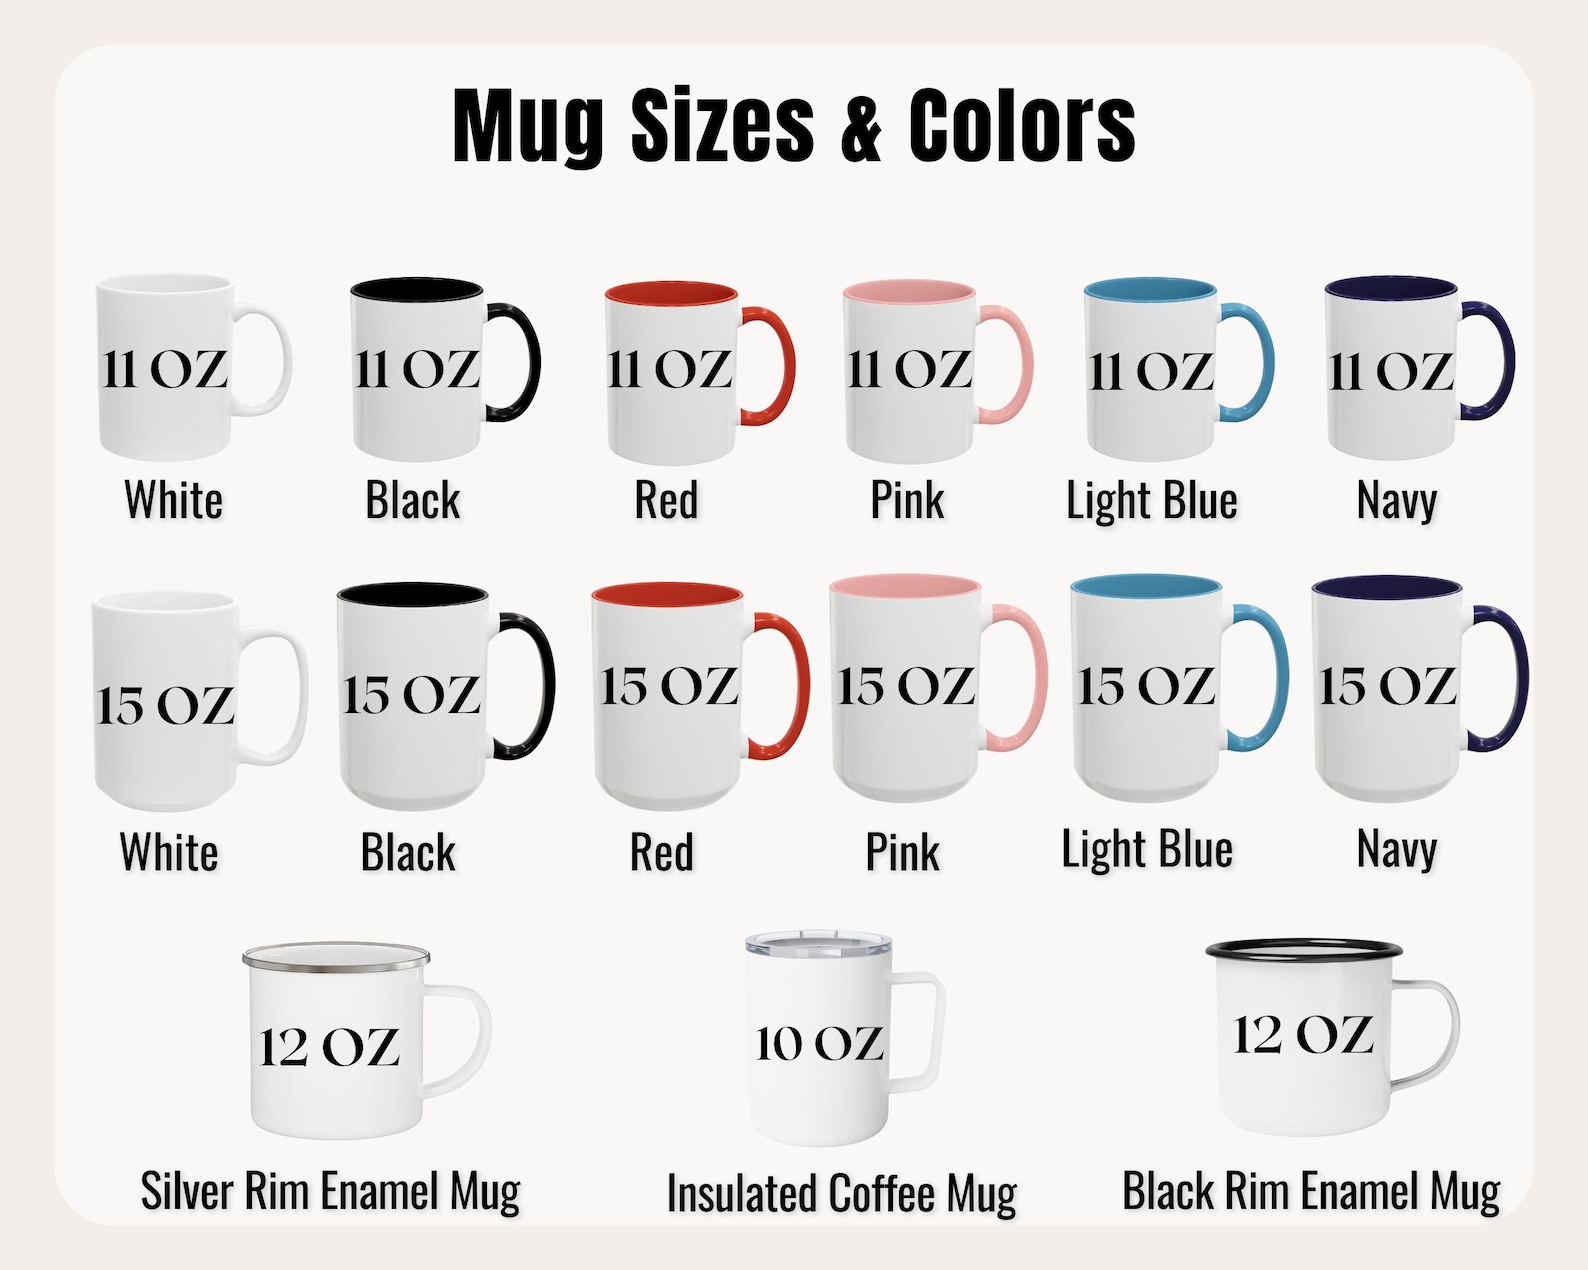 Mug Sizes & Colors
11 OZ 11 OZ 11 OZ 11 OZ 11 OZ 11 OZ
White Black Red Pink Light Blue Navy
15 OZ 15 OZ 15 OZ 15 OZ 15 OZ 15 OZ
White Black Red Pink Light Blue Navy
12 OZ 10 OZ 12 OZ
Silver Rim Enamel Mug Insulated Coffee Mug Black Rim Enamel Mug